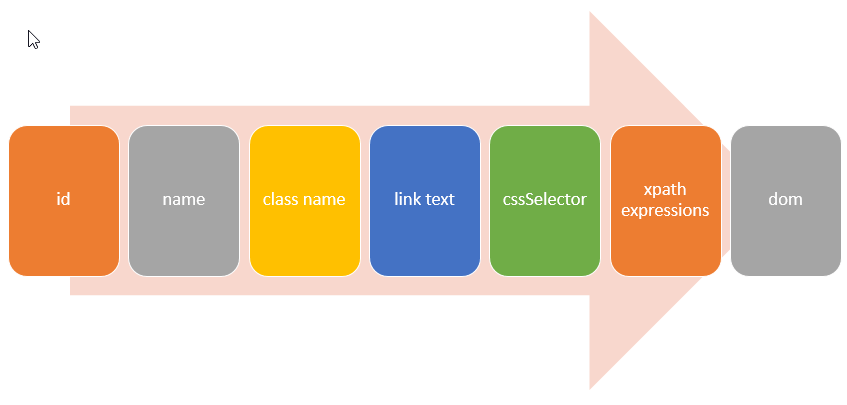 id
name
class name
link text
cssSelector
xpath
expressions
dom